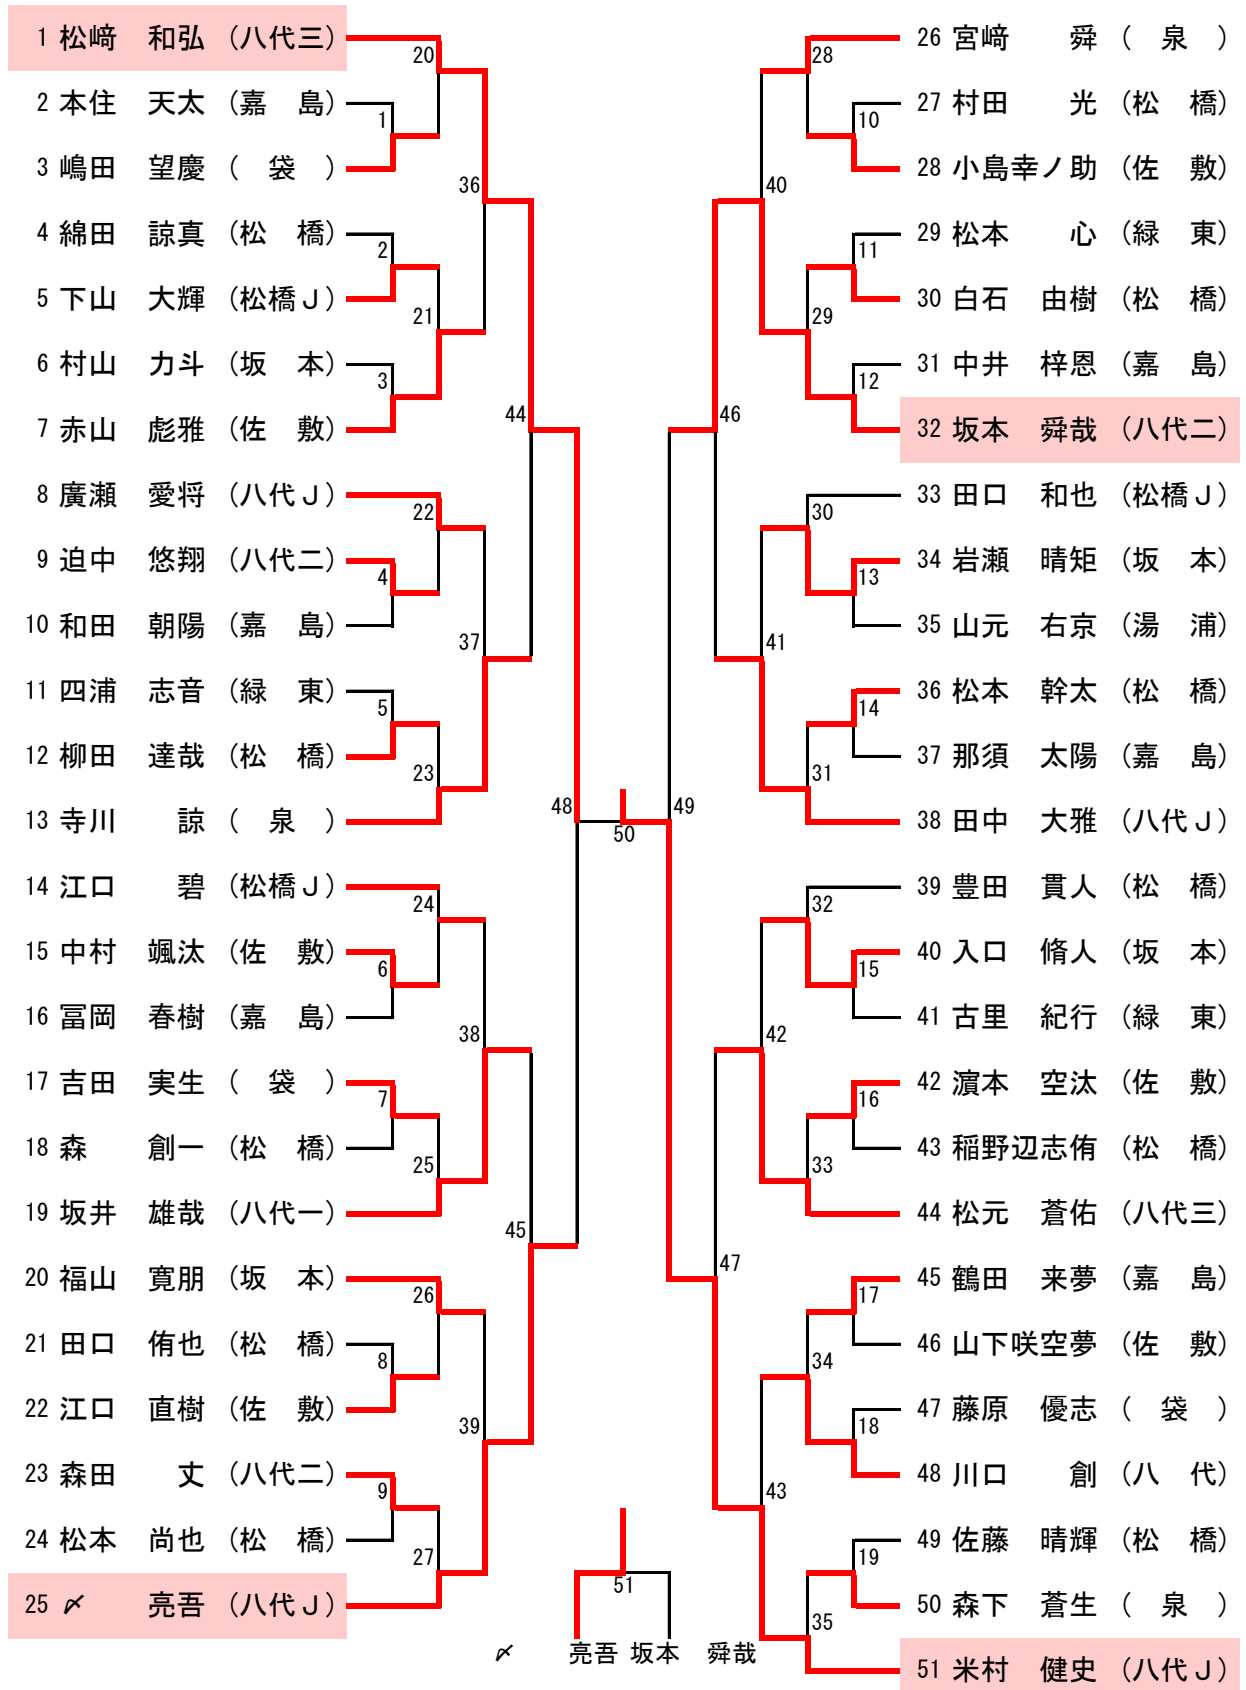 1 松﨑 和弘 (八代三)
2 本住 天太 (嘉 島)
3 嶋田 望慶 ( 袋 )
4 綿田 諒真 (松 橋)
5 下山 大輝 (松橋J)
6 村山 力斗 (坂 本)
7 赤山 彪雅 (佐 敷)
8 廣瀬 愛将 (八代J)
9 迫中 悠翔 (八代二)
10 和田 朝陽 (嘉 島)
11 四浦 志音 (緑 東)
12 柳田 達哉 (松 橋)
13 寺川 諒 ( 泉 )
14 江口 碧 (松橋J)
15 中村 颯汰 (佐 敷)
16 冨岡 春樹 (嘉 島)
17 吉田 実生 ( 袋 )
18 森 創一 (松 橋)
19 坂井 雄哉 (八代一)
20 福山 寛朋 (坂 本)
21 田口 侑也 (松 橋)
22 江口 直樹 (佐 敷)
23 森田 丈 (八代二)
24 松本 尚也 (松 橋)
25 〆 亮吾 (八代J)
20
1
36
2
21
3
44
22
4
37
5
23
48
24
6
38
7
25
45
26
8
39
9
27
50
51
〆 亮吾 坂本 舜哉
28
10
40
11
29
12
46
30
13
41
14
31
49
32
15
42
16
33
47
17
34
18
43
19
35
26 宮﨑 舜 ( 泉 )
27 村田 光 (松 橋)
28 小島幸ノ助 (佐 敷)
29 松本 心 (緑 東)
30 白石 由樹 (松 橋)
31 中井 梓恩 (嘉 島)
32 坂本 舜哉 (八代二)
33 田口 和也 (松橋J)
34 岩瀬 晴矩 (坂 本)
35 山元 右京 (湯 浦)
36 松本 幹太 (松 橋)
37 那須 太陽 (嘉 島)
38 田中 大雅 (八代J)
39 豊田 貫人 (松 橋)
40 入口 脩人 (坂 本)
41 古里 紀行 (緑 東)
42 濵本 空汰 (佐 敷)
43 稲野辺志侑 (松 橋)
44 松元 蒼佑 (八代三)
45 鶴田 来夢 (嘉 島)
46 山下咲空夢 (佐 敷)
47 藤原 優志 ( 袋 )
48 川口 創 (八 代)
49 佐藤 晴輝 (松 橋)
50 森下 蒼生 ( 泉 )
51 米村 健史 (八代J)